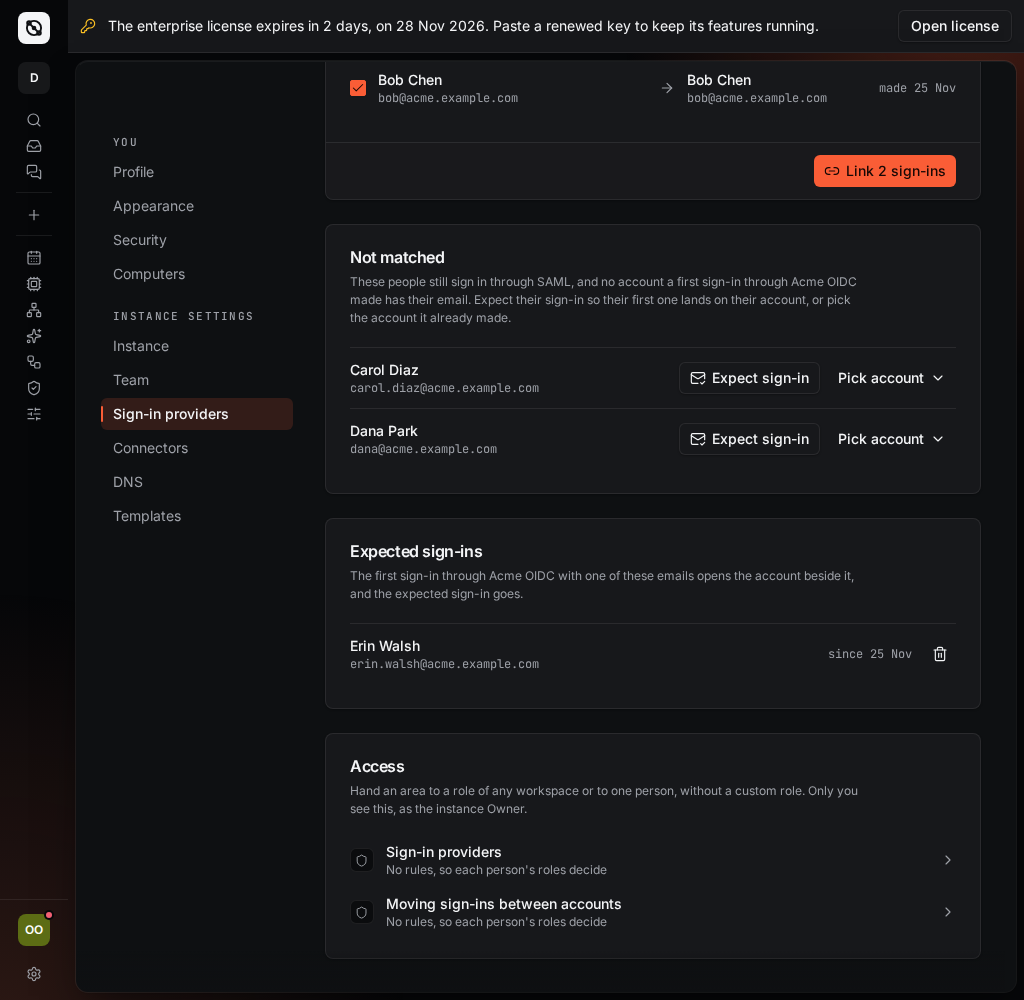 The enterprise license expires in 2 days, on 28 Nov 2026. Paste a renewed key to keep its features running.
Open license
D
YOU
Profile
Appearance
Security
Computers
INSTANCE SETTINGS
Instance
Team
Sign-in providers
Connectors
DNS
Templates
OO
Bob Chen
bob@acme.example.com
Bob Chen
bob@acme.example.com
made 25 Nov
Link 2 sign-ins
Not matched
These people still sign in through SAML, and no account a first sign-in through Acme OIDC
made has their email. Expect their sign-in so their first one lands on their account, or pick
the account it already made.
Carol Diaz
carol.diaz@acme.example.com
Expect sign-in
Pick account
Dana Park
dana@acme.example.com
Expect sign-in
Pick account
Expected sign-ins
The first sign-in through Acme OIDC with one of these emails opens the account beside it,
and the expected sign-in goes.
Erin Walsh
erin.walsh@acme.example.com
since 25 Nov
Access
Hand an area to a role of any workspace or to one person, without a custom role. Only you
see this, as the instance Owner.
Sign-in providers
No rules, so each person's roles decide
Moving sign-ins between accounts
No rules, so each person's roles decide